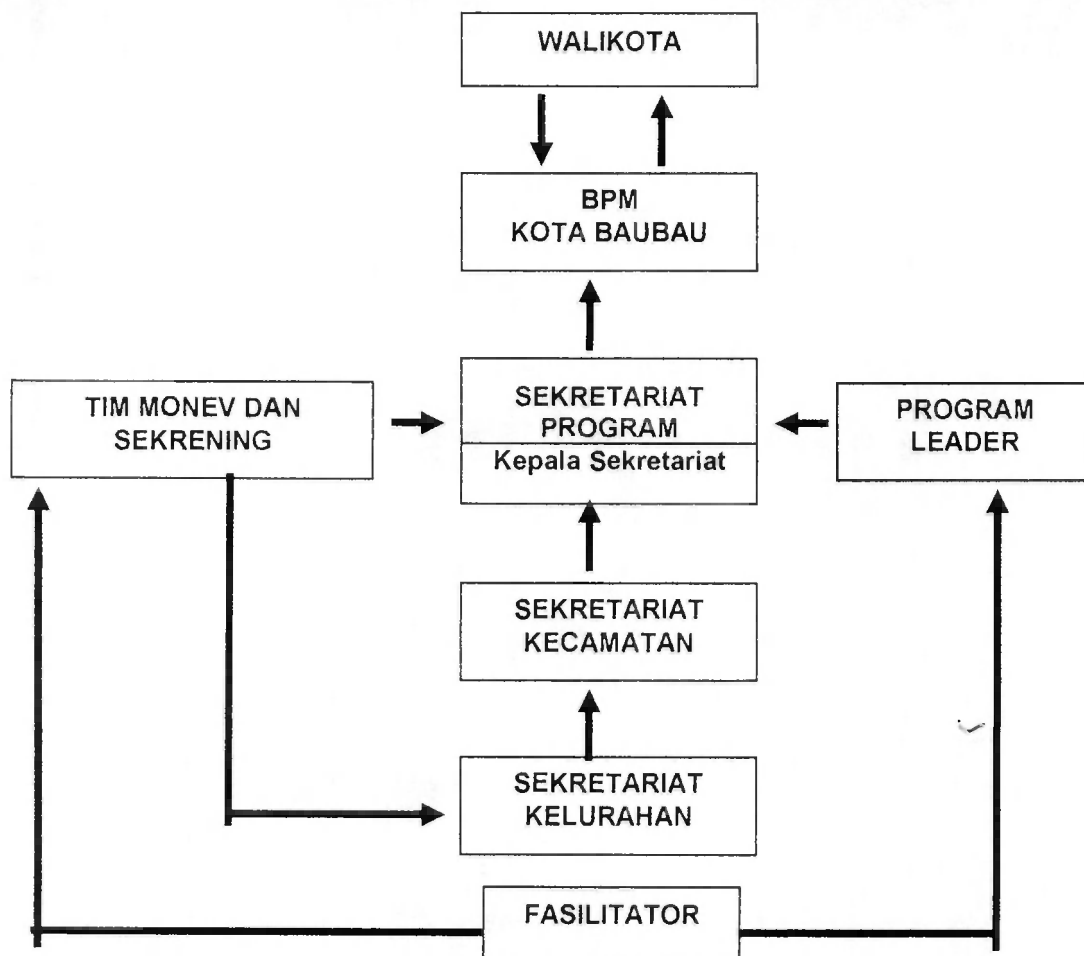 WALIKOTA
BPM
KOTA BAUBAU
TIM MONEV DAN
SEKRENING
SEKRETARIAT
PROGRAM
Kepala Sekretariat
PROGRAM
LEADER
SEKRETARIAT
KECAMATAN
SEKRETARIAT
KELURAHAN
FASILITATOR